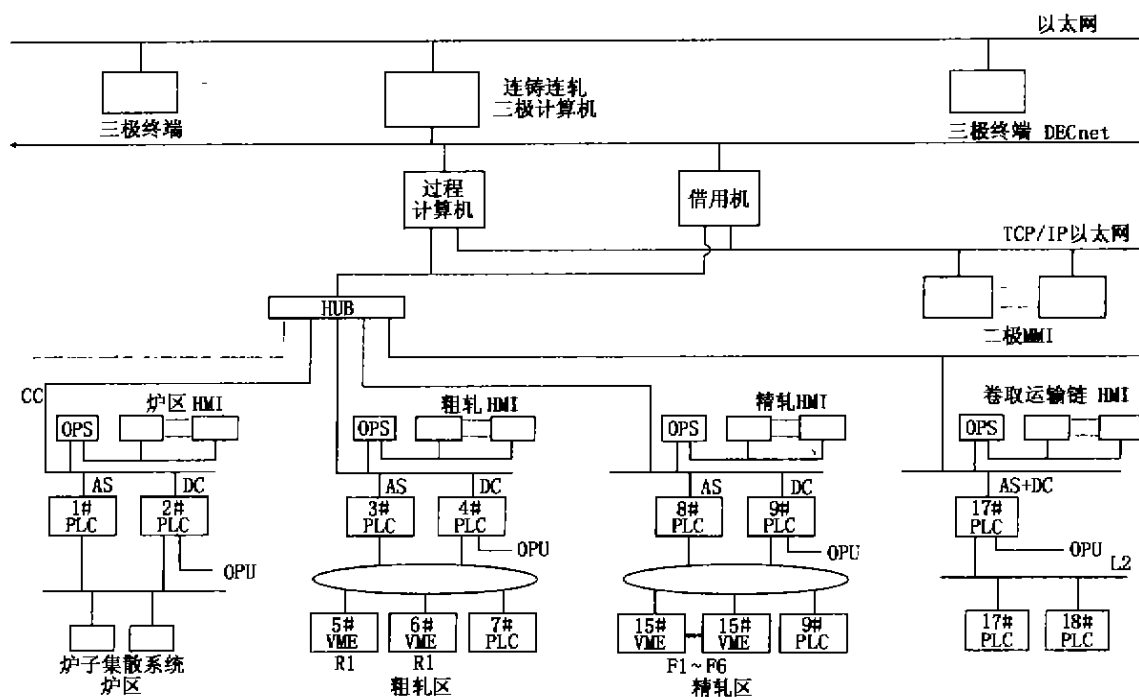 以太网
三极终端
连铸连轧
三极计算机
三极终端 DECnet
过程
计算机
借用机
TCP/IP以太网
HUB
二极MMI
CC
炉区 HMI
粗轧 HMI
精轧HMI
卷取运输链 HMI
OPS
OPS
OPS
OPS
AS
DC
AS
DC
AS
DC
AS+DC
1#
PLC
2#
PLC
3#
PLC
4#
PLC
8#
PLC
9#
PLC
17#
PLC
OPU
OPU
OPU
OPU
L2
5#
VME
6#
VME
7#
PLC
15#
VME
15#
VME
9#
PLC
17#
PLC
18#
PLC
炉子集散系统
R1
R1
F1~F6
炉区
粗轧区
精轧区